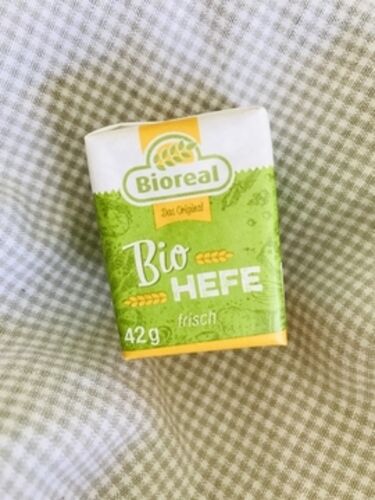 Bioreal
Das Original
Bio
HEFE
frisch
42g